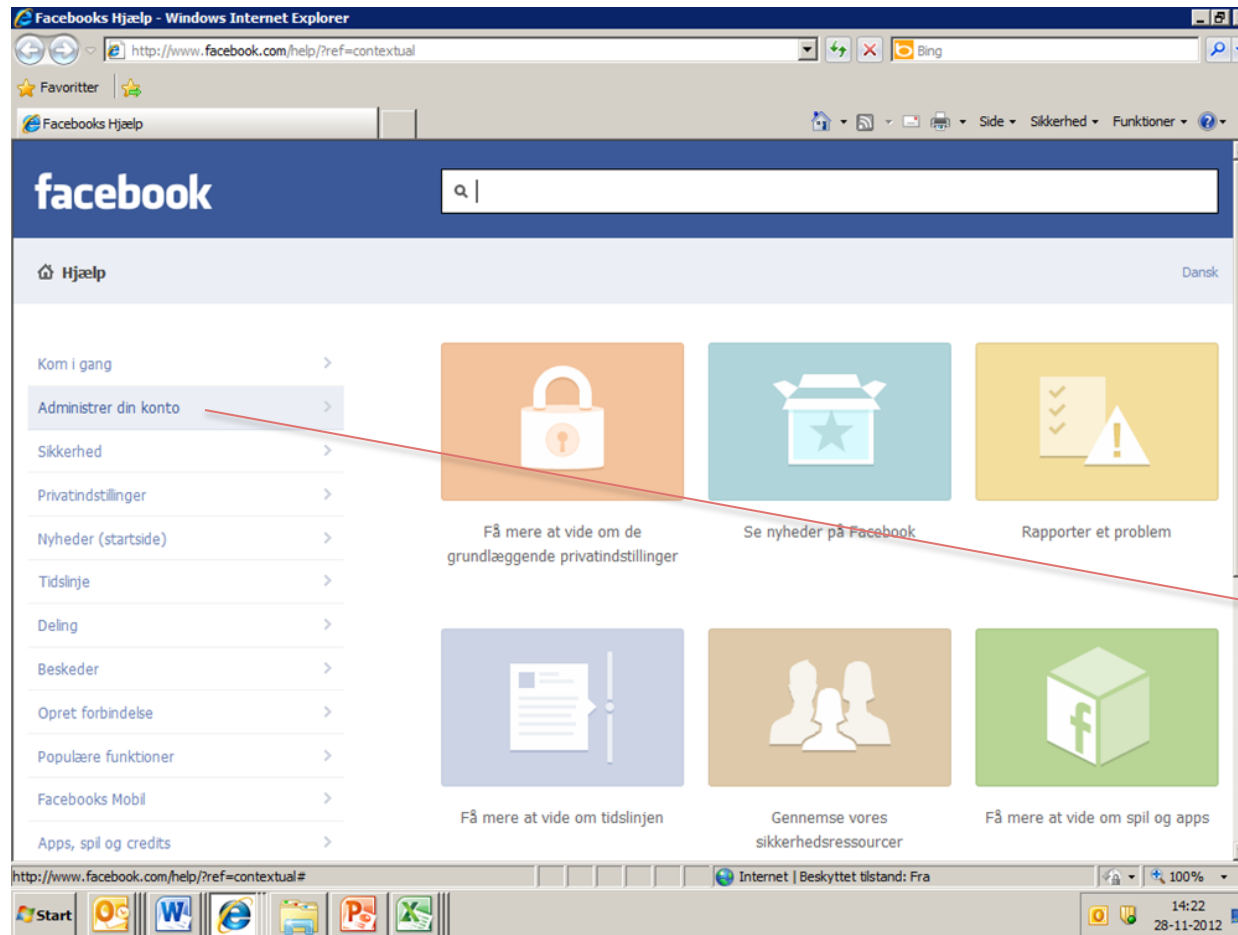 Facebooks Hjælp - Windows Internet Explorer
http://www.facebook.com/help/?ref=contextual
Bing
Favoritter
Facebooks Hjælp
Side Sikkerhed Funktioner
facebook
Hjælp
Dansk
Kom i gang
Administrer din konto
Sikkerhed
Privatindstillinger
Nyheder (startside)
Tidslinje
Deling
Beskeder
Opret forbindelse
Populære funktioner
Facebooks Mobil
Apps, spil og credits
Få mere at vide om de
grundlæggende privatindstillinger
Se nyheder på Facebook
Rapporter et problem
Få mere at vide om tidslinjen
Gennemse vores
sikkerhedsressourcer
Få mere at vide om spil og apps
http://www.facebook.com/help/?ref=contextual#
Internet | Beskyttet tilstand: Fra
100%
Start
14:22
28-11-2012